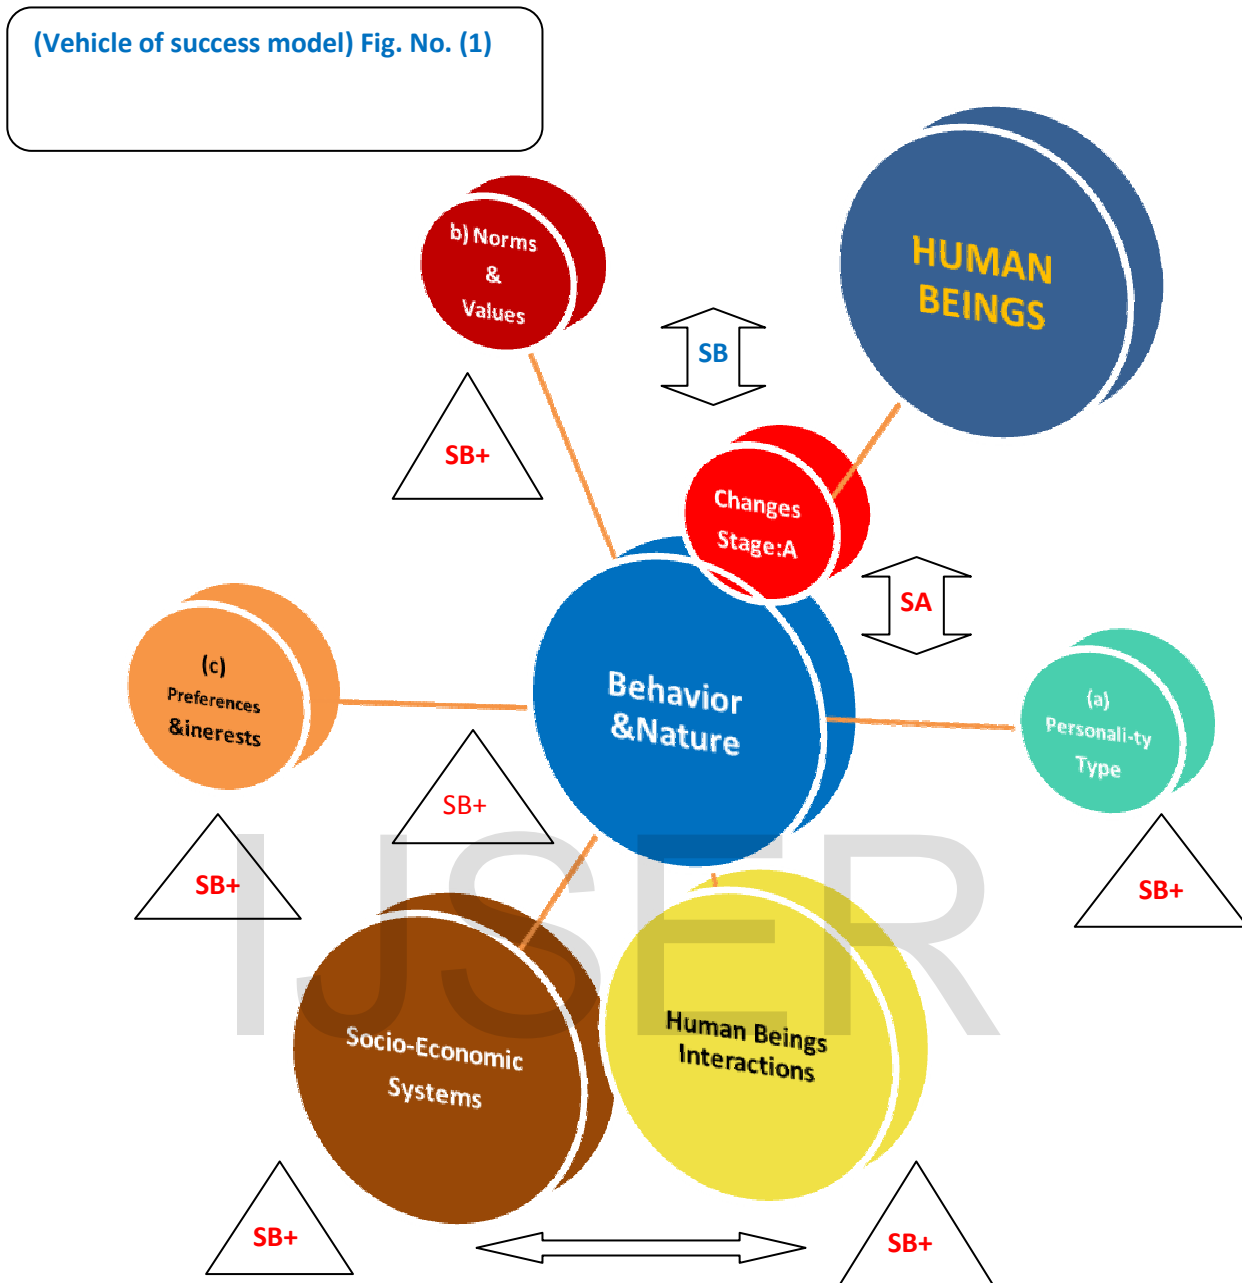 (Vehicle of success model) Fig. No. (1)
HUMAN
BEINGS
b) Norms
&
Values
SB
SB+
Changes
Stage:A
SA
(c)
Preferences
&inerests
Behavior
&Nature
(a)
Personali-ty
Type
SB+
SB+
SB+
IJSER
Socio-Economic
Systems
Human Beings
Interactions
SB+
SB+